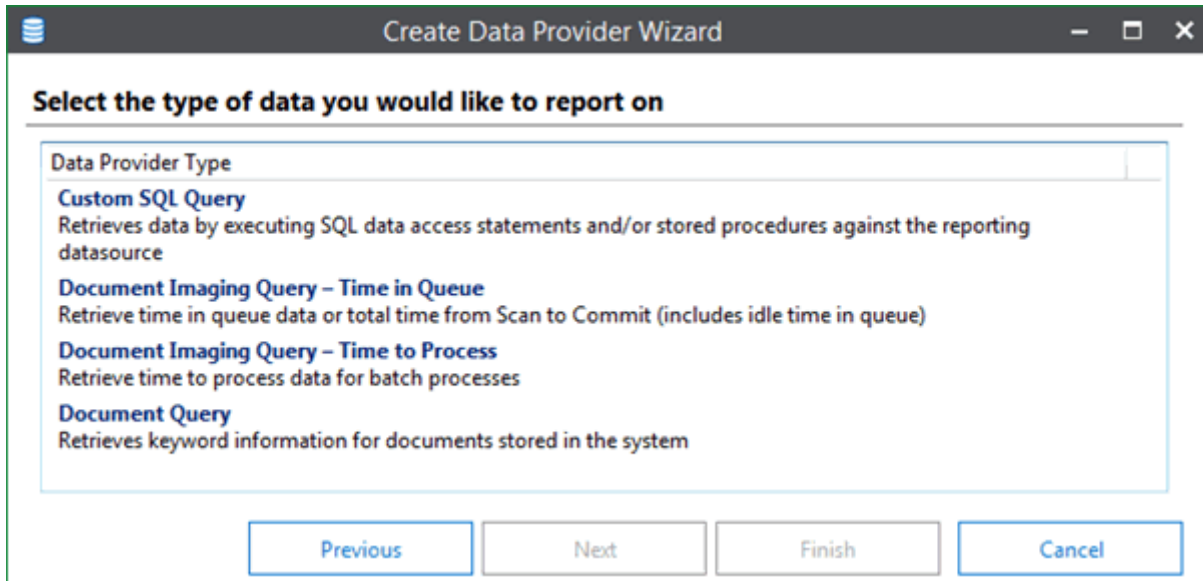 Create Data Provider Wizard
Select the type of data you would like to report on
Data Provider Type
Custom SQL Query
Retrieves data by executing SQL data access statements and/or stored procedures against the reporting
datasource
Document Imaging Query – Time in Queue
Retrieve time in queue data or total time from Scan to Commit (includes idle time in queue)
Document Imaging Query – Time to Process
Retrieve time to process data for batch processes
Document Query
Retrieves keyword information for documents stored in the system
Previous Next Finish Cancel